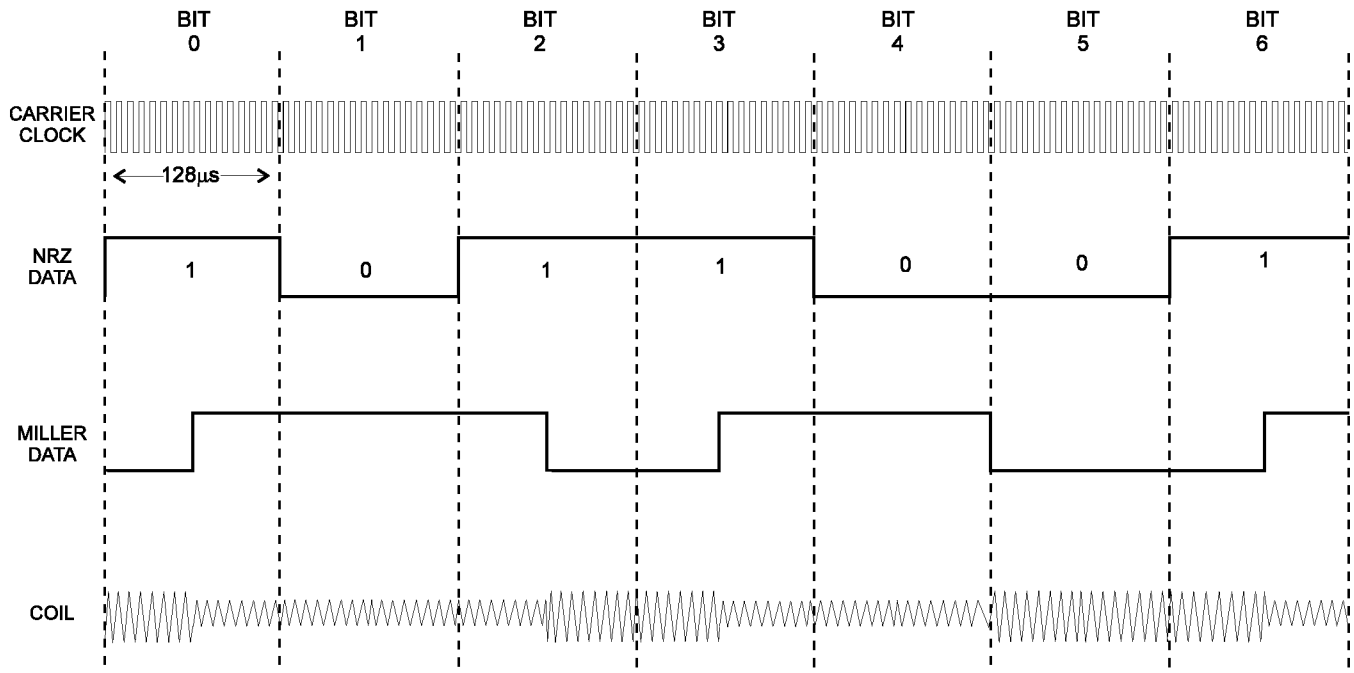 BIT BIT BIT BIT BIT BIT BIT
0 1 2 3 4 5 6
CARRIER
CLOCK
128μs
NRZ
DATA
1 0 1 1 0 0 1
MILLER
DATA
COIL